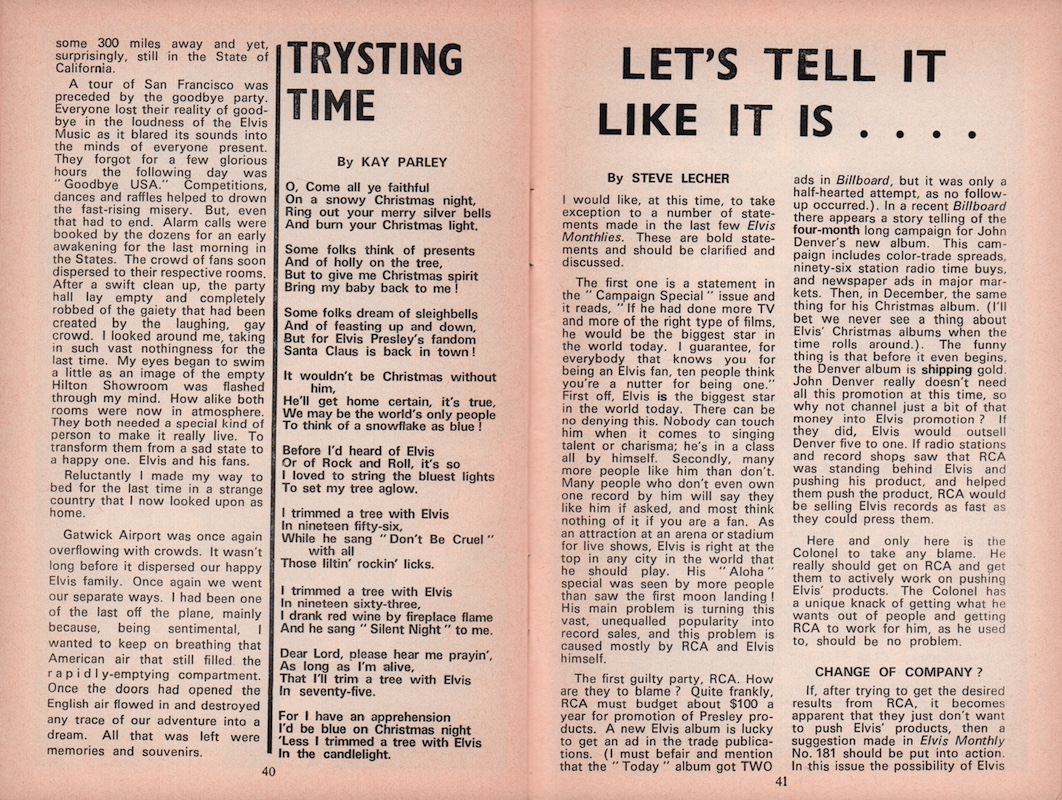 some 300 miles away and yet,
surprisingly, still in the State of
California.
A tour of San Francisco was
preceded by the goodbye party.
Everyone lost their reality of good-
bye in the loudness of the Elvis
Music as it blared its sounds into
the minds of everyone present.
They forgot for a few glorious
hours the following day was
"Goodbye USA." Competitions,
dances and raffles helped to drown
the fast-rising misery. But, even
that had to end. Alarm calls were
booked by the dozens for an early
awakening for the last morning in
the States. The crowd of fans soon
dispersed to their respective rooms.
After a swift clean up, the party
hall lay empty and completely
robbed of the gaiety that had been
created by the laughing, gay
crowd. I looked around me, taking
in such vast nothingness for the
last time. My eyes began to swim
a little as an image of the empty
Hilton Showroom was flashed
through my mind. How alike both
rooms were now in atmosphere.
They both needed a special kind of
person to make it really live. To
transform them from a sad state to
a happy one. Elvis and his fans.
Reluctantly I made my way to
bed for the last time in a strange
country that I now looked upon as
home.
Gatwick Airport was once again
overflowing with crowds. It wasn't
long before it dispersed our happy
Elvis family. Once again we went
our separate ways. I had been one
of the last off the plane, mainly
because, being sentimental, I
wanted to keep on breathing that
American air that still filled the
rapidly-emptying compartment.
Once the doors had opened the
English air flowed in and destroyed
any trace of our adventure into a
dream. All that was left were
memories and souvenirs.
TRYSTING
TIME
By KAY PARLEY
O, Come all ye faithful
On a snowy Christmas night,
Ring out your merry silver bells
And burn your Christmas light.
Some folks think of presents
And of holly on the tree,
But to give me Christmas spirit
Bring my baby back to me!
Some folks dream of sleighbells
And of feasting up and down,
But for Elvis Presley's fandom
Santa Claus is back in town!
It wouldn't be Christmas without
him,
He'll get home certain, it's true,
We may be the world's only people
To think of a snowflake as blue!
Before I'd heard of Elvis
Or of Rock and Roll, it's so
I loved to string the bluest lights
To set my tree aglow.
I trimmed a tree with Elvis
In nineteen fifty-six,
While he sang "Don't Be Cruel"
with all
Those liltin' rockin' licks.
I trimmed a tree with Elvis
In nineteen sixty-three,
I drank red wine by fireplace flame
And he sang "Silent Night" to me.
Dear Lord, please hear me prayin',
As long as I'm alive,
That I'll trim a tree with Elvis
In seventy-five.
For I have an apprehension
I'd be blue on Christmas night
'Less I trimmed a tree with Elvis
In the candlelight.
40
LET'S TELL IT
LIKE IT IS . . . .
By STEVE LECHER
I would like, at this time, to take
exception to a number of state-
ments made in the last few Elvis
Monthlies. These are bold state-
ments and should be clarified and
discussed.
The first one is a statement in
the "Campaign Special" issue and
it reads, "If he had done more TV
and more of the right type of films,
he would be the biggest star in
the world today. I guarantee, for
everybody that knows you for
being an Elvis fan, ten people think
you're a nutter for being one."
First off, Elvis is the biggest star
in the world today. There can be
no denying this. Nobody can touch
him when it comes to singing
talent or charisma; he's in a class
all by himself. Secondly, many
more people like him than don't.
Many people who don't even own
one record by him will say they
like him if asked, and most think
nothing of it if you are a fan. As
an attraction at an arena or stadium
for live shows, Elvis is right at the
top in any city in the world that
he should play. His "Aloha"
special was seen by more people
than saw the first moon landing!
His main problem is turning this
vast, unequalled popularity into
record sales, and this problem is
caused mostly by RCA and Elvis
himself.
The first guilty party, RCA. How
are they to blame? Quite frankly,
RCA must budget about $100 a
year for promotion of Presley pro-
ducts. A new Elvis album is lucky
to get an ad in the trade publica-
tions. (I must befair and mention
that the "Today" album got TWO
ads in Billboard, but it was only a
half-hearted attempt, as no follow-
up occurred.). In a recent Billboard
there appears a story telling of the
four-month long campaign for John
Denver's new album. This cam-
paign includes color-trade spreads,
ninety-six station radio time buys,
and newspaper ads in major mar-
kets. Then, in December, the same
thing for his Christmas album. (I'll
bet we never see a thing about
Elvis' Christmas albums when the
time rolls around.). The funny
thing is that before it even begins,
the Denver album is shipping gold.
John Denver really doesn't need
all this promotion at this time, so
why not channel just a bit of that
money into Elvis promotion? If
they did, Elvis would outsell
Denver five to one. If radio stations
and record shops saw that RCA
was standing behind Elvis and
pushing his product, and helped
them push the product, RCA would
be selling Elvis records as fast as
they could press them.
Here and only here is the
Colonel to take any blame. He
really should get on RCA and get
them to actively work on pushing
Elvis' products. The Colonel has
a unique knack of getting what he
wants out of people and getting
RCA to work for him, as he used
to, should be no problem.
CHANGE OF COMPANY?
If, after trying to get the desired
results from RCA, it becomes
apparent that they just don't want
to push Elvis' products, then a
suggestion made in Elvis Monthly
No. 181 should be put into action.
In this issue the possibility of Elvis
41